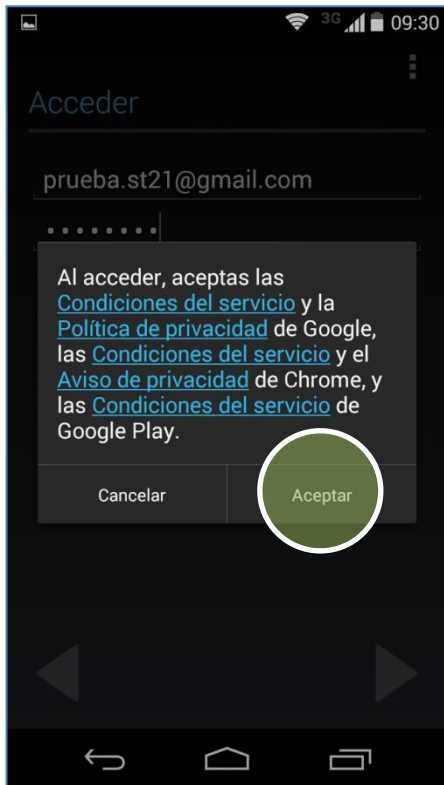 3G 09:30
Acceder
prueba.st21@gmail.com
Al acceder, aceptas las
Condiciones del servicio y la
Política de privacidad de Google,
las Condiciones del servicio y el
Aviso de privacidad de Chrome, y
las Condiciones del servicio de
Google Play.
Cancelar Aceptar